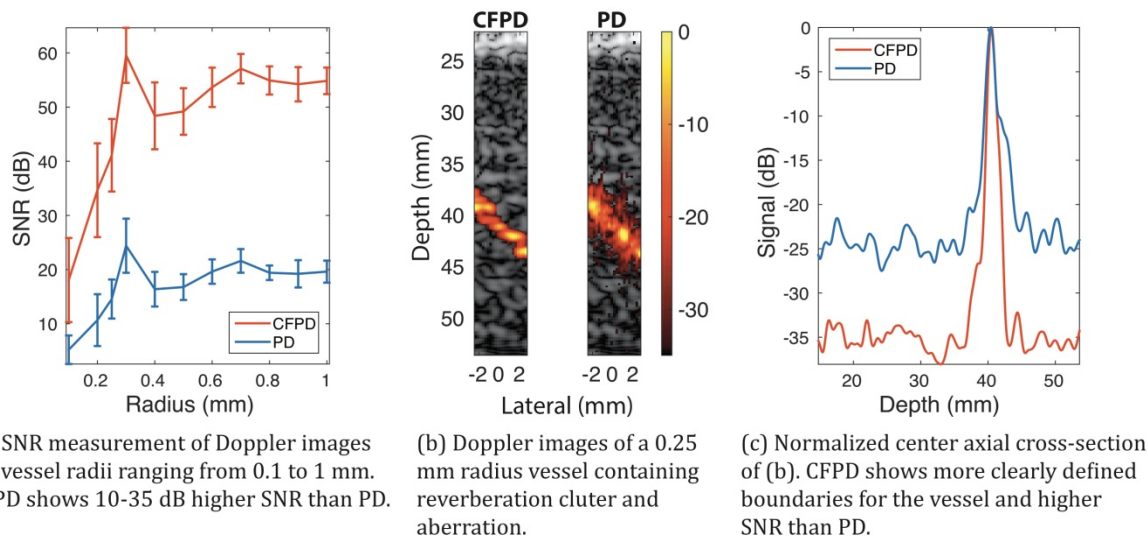 60
50
40
30
20
10
SNR (dB)
CFPD
PD
0.2 0.4 0.6 0.8 1
Radius (mm)
CFPD PD
25
30
35
40
45
50
Depth (mm)
-2 0 2 -2 0 2
Lateral (mm)
0
-10
-20
-30
CFPD
PD
0
-5
-10
-15
-20
-25
-30
-35
Signal (dB)
20 30 40 50
Depth (mm)
SNR measurement of Doppler images
vessel radii ranging from 0.1 to 1 mm.
PD shows 10-35 dB higher SNR than PD.
(b) Doppler images of a 0.25
mm radius vessel containing
reverberation cluter and
aberration.
(c) Normalized center axial cross-section
of (b). CFPD shows more clearly defined
boundaries for the vessel and higher
SNR than PD.